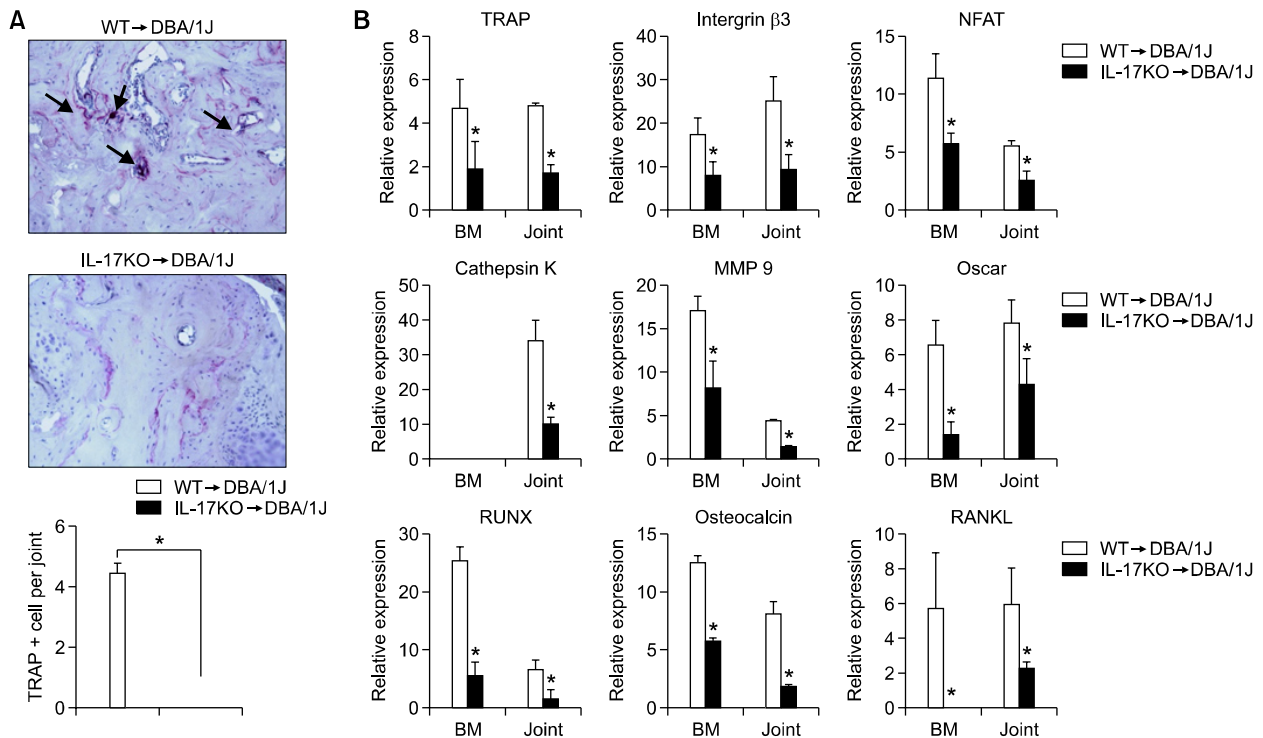 A
WT→DBA/1J
IL-17KO→DBA/1J
WT→DBA/1J
IL-17KO→DBA/1J
TRAP + cell per joint
6
4
2
0
*
B
TRAP
Relative expression
8
6
4
2
0
*
*
BM
Joint
Intergrin β3
Relative expression
40
30
20
10
0
*
*
BM
Joint
NFAT
Relative expression
15
10
5
0
*
*
BM
Joint
WT→DBA/1J
IL-17KO→DBA/1J
Cathepsin K
Relative expression
50
40
30
20
10
0
*
BM
Joint
MMP 9
Relative expression
20
15
10
5
0
*
*
BM
Joint
Oscar
Relative expression
10
8
6
4
2
0
*
*
BM
Joint
WT→DBA/1J
IL-17KO→DBA/1J
RUNX
Relative expression
30
20
10
0
*
*
BM
Joint
Osteocalcin
Relative expression
15
10
5
0
*
*
BM
Joint
RANKL
Relative expression
10
8
6
4
2
0
*
*
BM
Joint
WT→DBA/1J
IL-17KO→DBA/1J